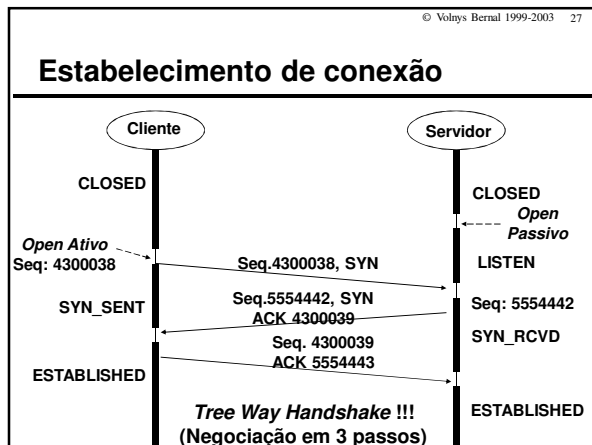 © Volnys Bernal 1999-2003 27
Estabelecimento de conexão
Cliente
Servidor
CLOSED
CLOSED
Open
Passivo
Open Ativo
Seq: 4300038
Seq.4300038, SYN
LISTEN
SYN_SENT
Seq.5554442, SYN
ACK 4300039
Seq: 5554442
SYN_RCVD
Seq. 4300039
ACK 5554443
ESTABLISHED
ESTABLISHED
Tree Way Handshake !!!
(Negociação em 3 passos)